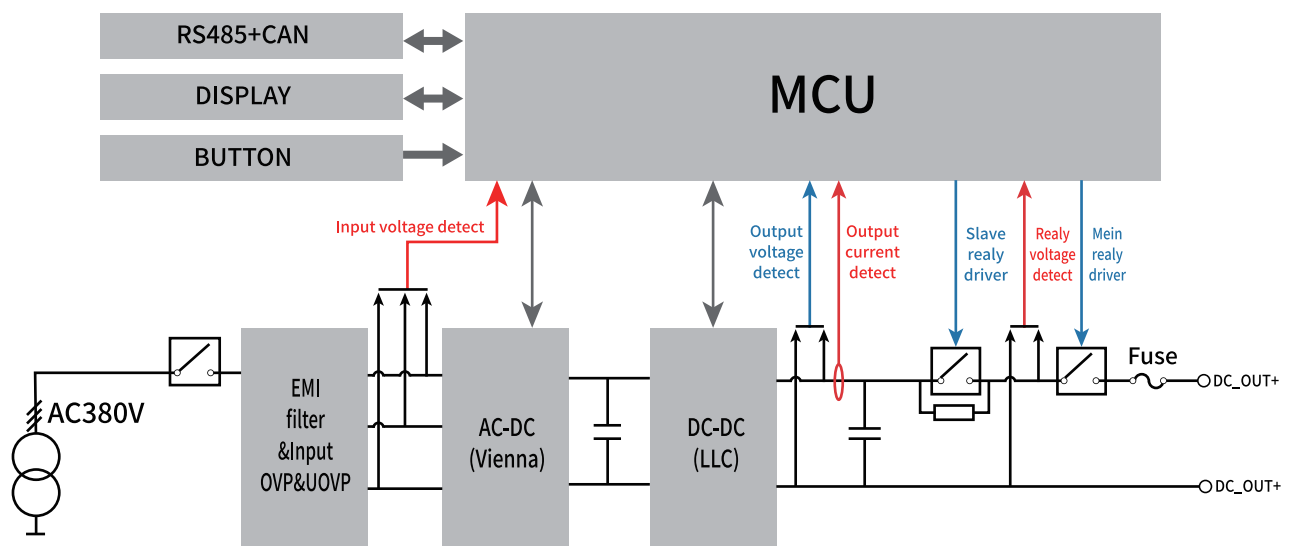 RS485+CAN
DISPLAY
BUTTON
MCU
Input voltage detect
Output
voltage
detect
Output
current
detect
Slave
realy
driver
Realy
voltage
detect
Mein
realy
driver
AC380V
EMI
filter
&Input
OVP&UOVP
AC-DC
(Vienna)
DC-DC
(LLC)
Fuse
DC_OUT+
DC_OUT+